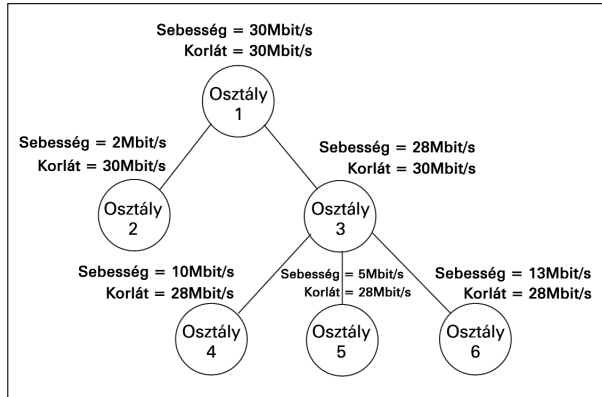 Sebesség = 30Mbit/s
Korlát = 30Mbit/s
Osztály
1
Sebesség = 2Mbit/s
Korlát = 30Mbit/s
Sebesség = 28Mbit/s
Korlát = 30Mbit/s
Osztály
2
Osztály
3
Sebesség = 10Mbit/s
Korlát = 28Mbit/s
Sebesség = 5Mbit/s
Korlát = 28Mbit/s
Sebesség = 13Mbit/s
Korlát = 28Mbit/s
Osztály
4
Osztály
5
Osztály
6